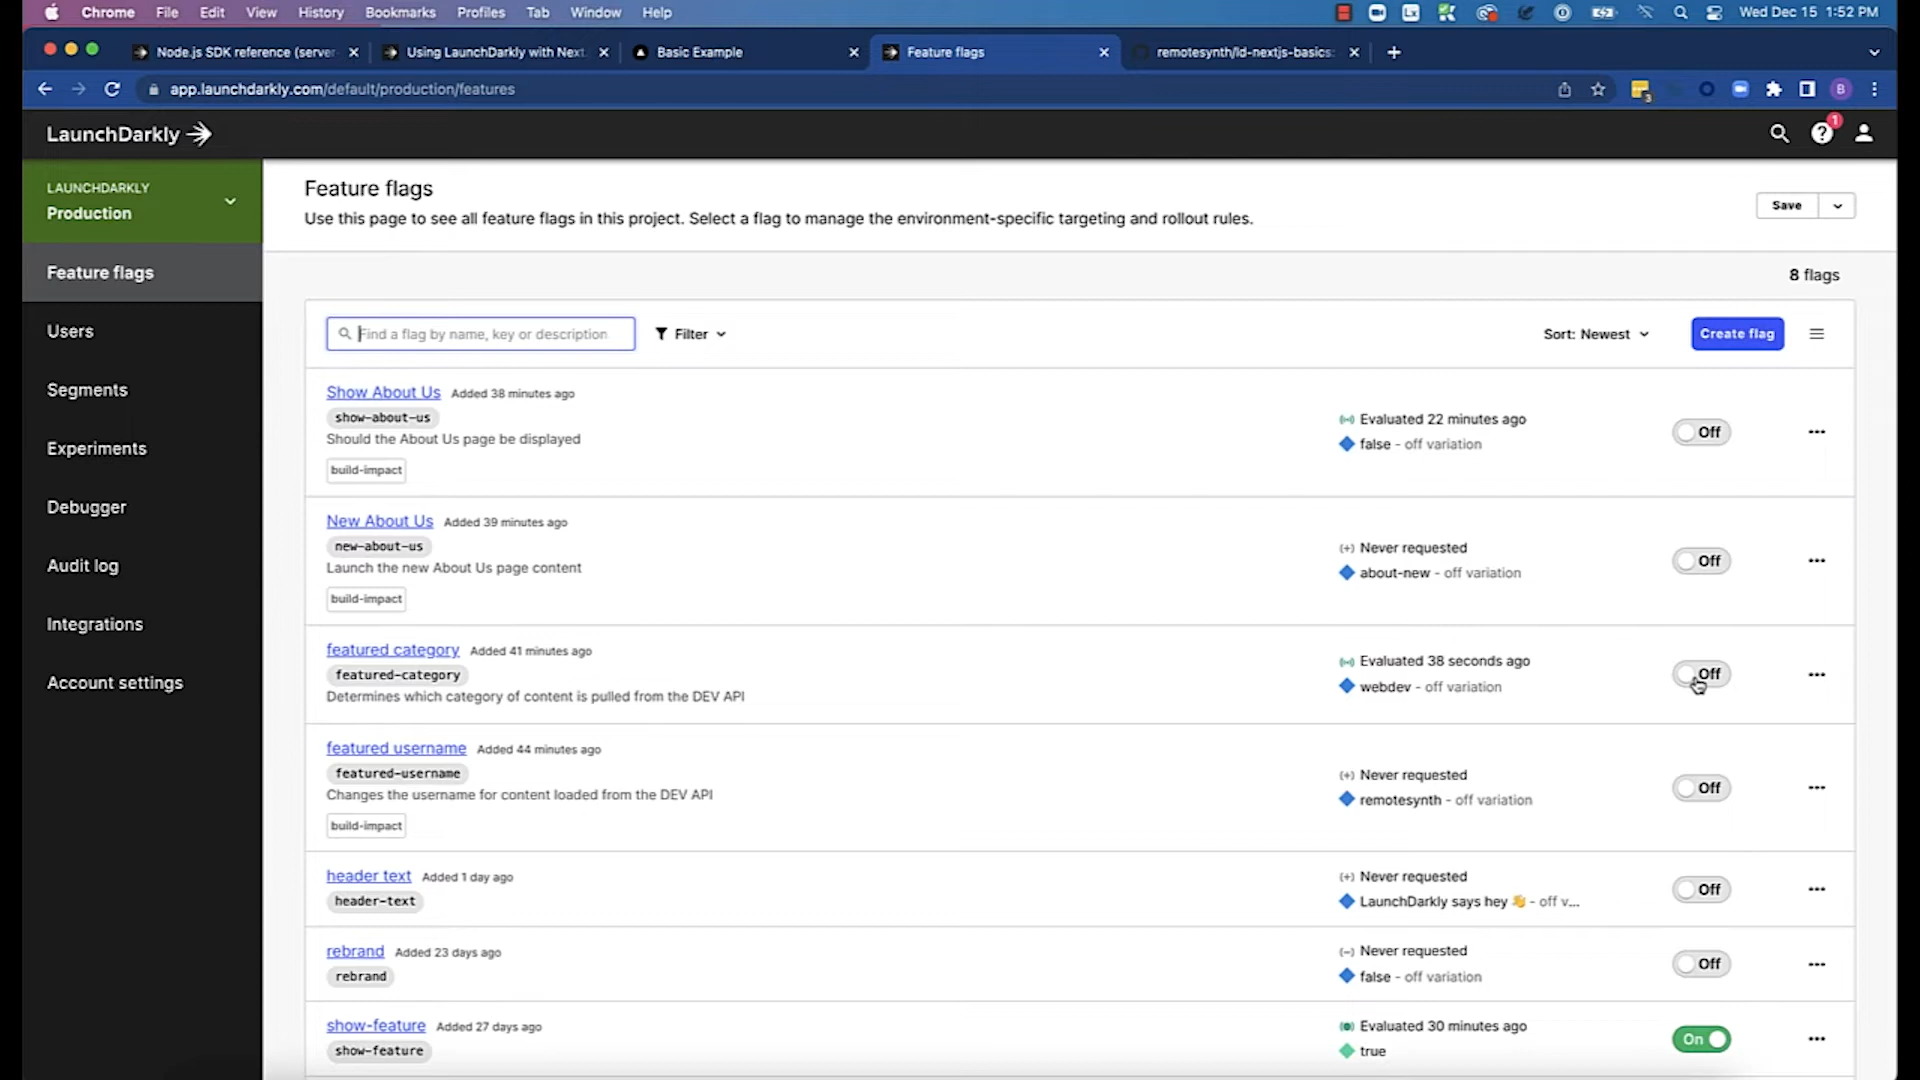 Chrome File Edit View History Bookmarks Profiles Tab Window Help Wed Dec 15 1:52 PM
Node.js SDK reference (server Using LaunchDarkly with Next. Basic Example Feature flags remotesynth/ld-nextjs-basics:
app.launchdarkly.com/default/production/features 3 B
LaunchDarkly 1
LAUNCHDARKLY
Production
Feature flags
Users
Segments
Experiments
Debugger
Audit log
Integrations
Account settings
Feature flags
Use this page to see all feature flags in this project. Select a flag to manage the environment-specific targeting and rollout rules.
Save
8 flags
Find a flag by name, key or description Filter Sort: Newest Create flag
Show About Us Added 38 minutes ago
show-about-us
Should the About Us page be displayed
build-impact
Evaluated 22 minutes ago
false - off variation
Off
New About Us Added 39 minutes ago
new-about-us
Launch the new About Us page content
build-impact
Never requested
about-new - off variation
Off
featured category Added 41 minutes ago
featured-category
Determines which category of content is pulled from the DEV API
Evaluated 38 seconds ago
webdev - off variation
Off
featured username Added 44 minutes ago
featured-username
Changes the username for content loaded from the DEV API
build-impact
Never requested
remotesynth - off variation
Off
header text Added 1 day ago
header-text
Never requested
LaunchDarkly says hey 👋 - off v...
Off
rebrand Added 23 days ago
rebrand
Never requested
false - off variation
Off
show-feature Added 27 days ago
show-feature
Evaluated 30 minutes ago
true
On